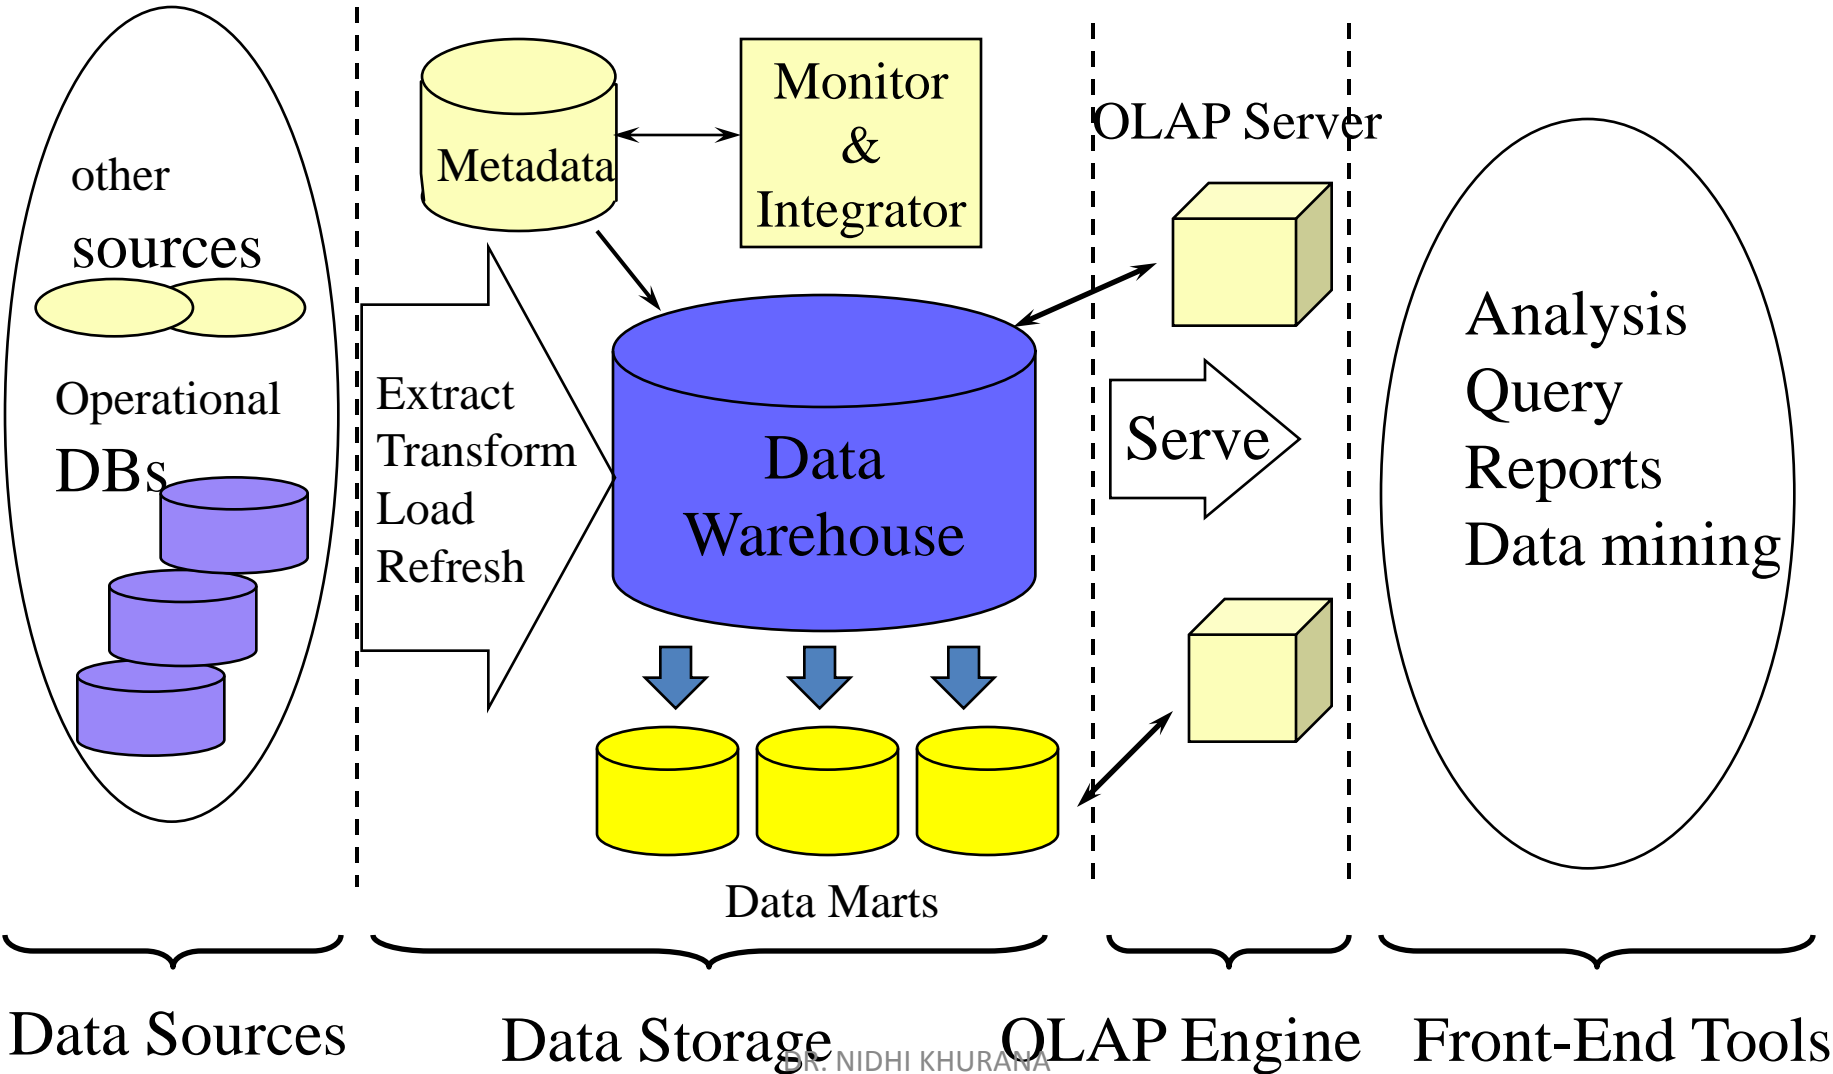 other
sources
Operational
DBs
Extract
Transform
Load
Refresh
Metadata
Monitor
&
Integrator
Data
Warehouse
Data Marts
OLAP Server
Serve
Analysis
Query
Reports
Data mining
Data Sources
Data Storage
OLAP Engine
Front-End Tools
DR. NIDHI KHURANA